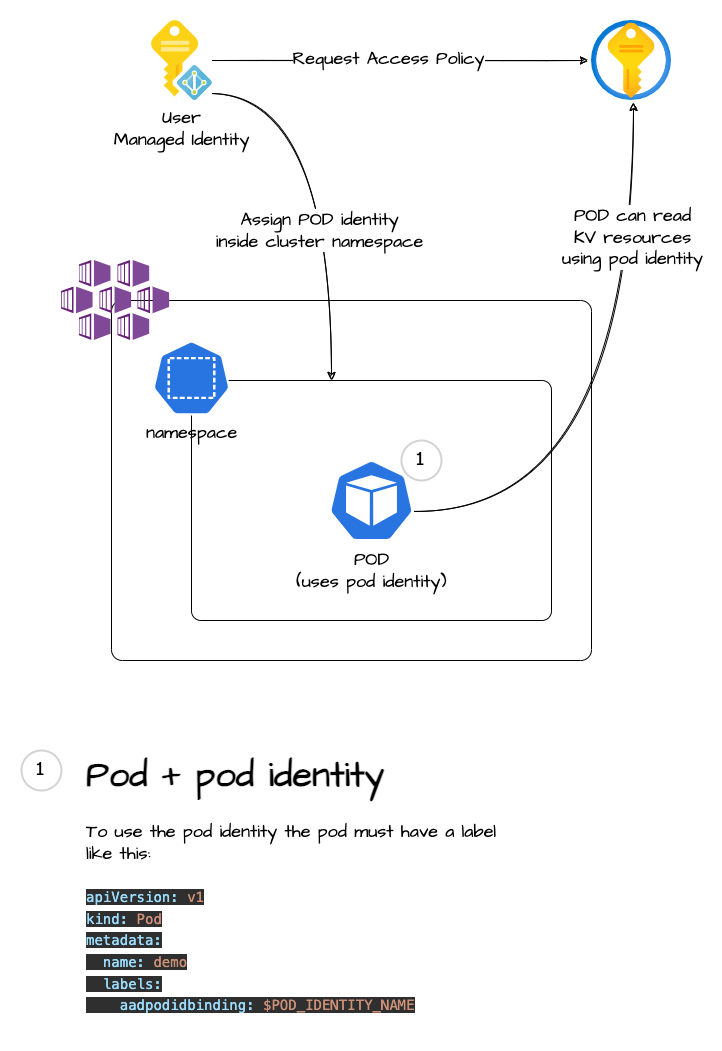 Request Access Policy
User
Managed Identity
Assign POD identity
inside cluster namespace
POD can read
KV resources
using pod identity
namespace
1
POD
(uses pod identity)
1
Pod + pod identity
To use the pod identity the pod must have a label
like this:
apiVersion: v1
kind: Pod
metadata:
  name: demo
  labels:
    aadpodidbinding: $POD_IDENTITY_NAME